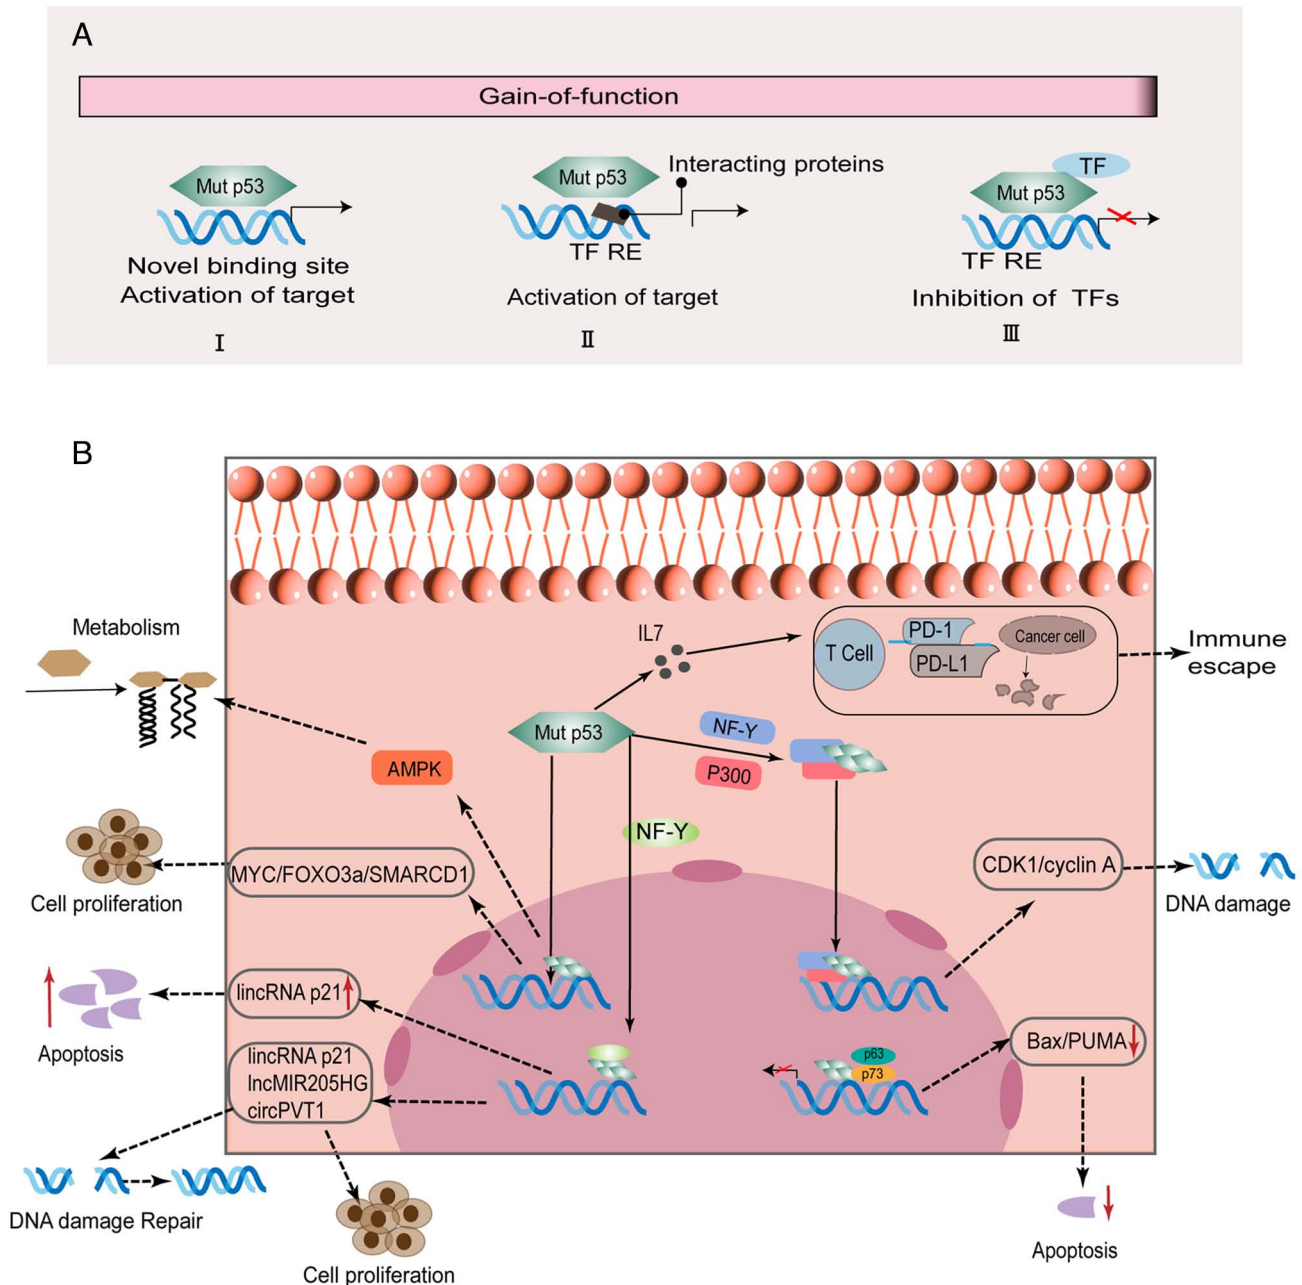 A
Gain-of-function
Mut p53
Novel binding site
Activation of target
I
Mut p53
Interacting proteins
TF RE
Activation of target
II
TF
Mut p53
TF RE
Inhibition of TFs
III
B
Metabolism
IL7
T Cell
PD-1
PD-L1
Cancer cell
Immune
escape
Mut p53
NF-Y
P300
AMPK
NF-Y
MYC/FOXO3a/SMARCD1
Cell proliferation
CDK1/cyclin A
DNA damage
lincRNA p21
Apoptosis
lincRNA p21
lncMIR205HG
circPVT1
p63
p73
Bax/PUMA
DNA damage Repair
Cell proliferation
Apoptosis